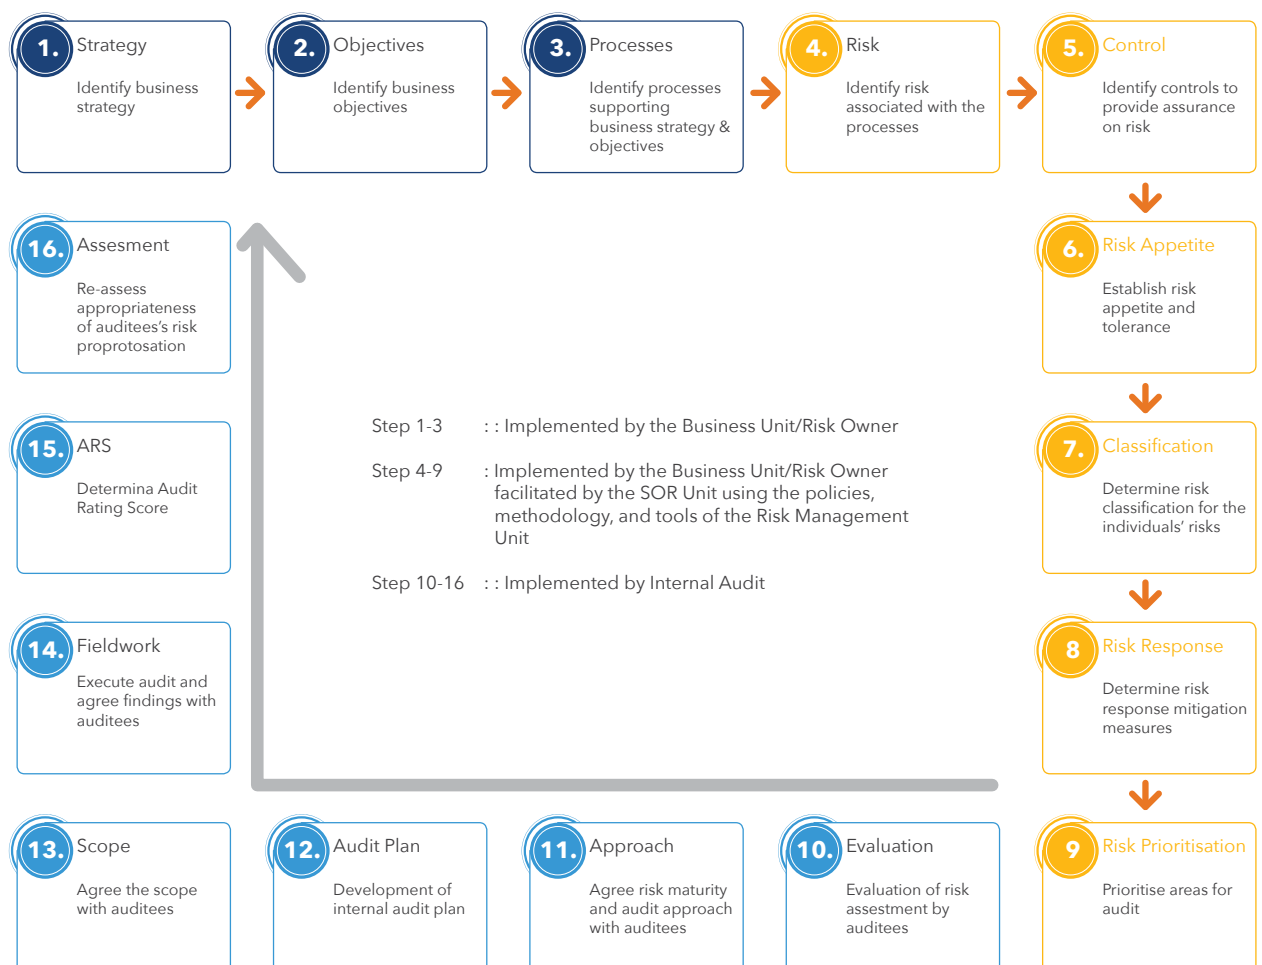 1. Strategy
Identify business
strategy
2. Objectives
Identify business
objectives
3. Processes
Identify processes
supporting
business strategy &
objectives
4. Risk
Identify risk
associated with the
processes
5. Control
Identify controls to
provide assurance
on risk
6. Risk Appetite
Establish risk
appetite and
tolerance
7. Classification
Determine risk
classification for the
individuals' risks
8 Risk Response
Determine risk
response mitigation
measures
9 Risk Prioritisation
Prioritise areas for
audit
10. Evaluation
Evaluation of risk
assestment by
auditees
11. Approach
Agree risk maturity
and audit approach
with auditees
12. Audit Plan
Development of
internal audit plan
13. Scope
Agree the scope
with auditees
14. Fieldwork
Execute audit and
agree findings with
auditees
15. ARS
Determina Audit
Rating Score
16. Assesment
Re-assess
appropriateness
of auditees's risk
proprotosation
Step 1-3 : : Implemented by the Business Unit/Risk Owner
Step 4-9 : Implemented by the Business Unit/Risk Owner
facilitated by the SOR Unit using the policies,
methodology, and tools of the Risk Management
Unit
Step 10-16 : : Implemented by Internal Audit